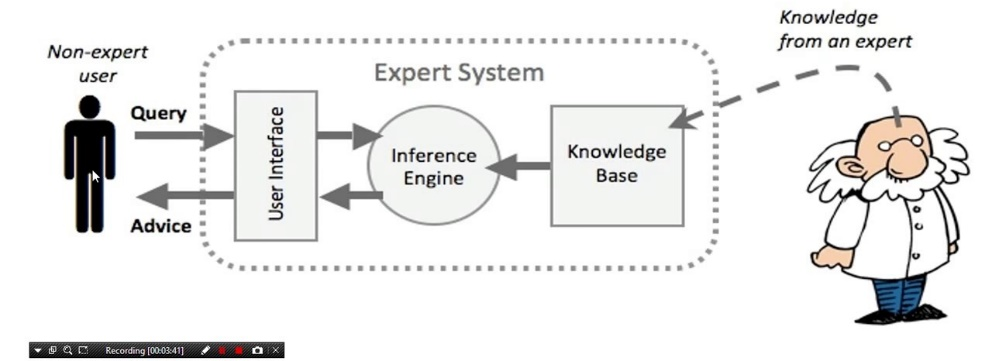 Knowledge
from an expert
Non-expert
user
Expert System
Query
User Interface
Inference
Engine
Knowledge
Base
Advice
Recording [00:03:41]